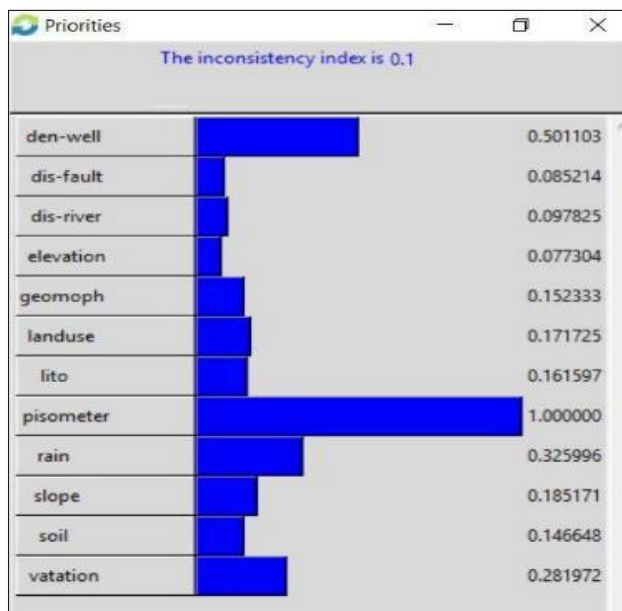 Priorities
The inconsistency index is 0.1
den-well 0.501103
dis-fault 0.085214
dis-river 0.097825
elevation 0.077304
geomoph 0.152333
landuse 0.171725
lito 0.161597
pisometer 1.000000
rain 0.325996
slope 0.185171
soil 0.146648
vatation 0.281972